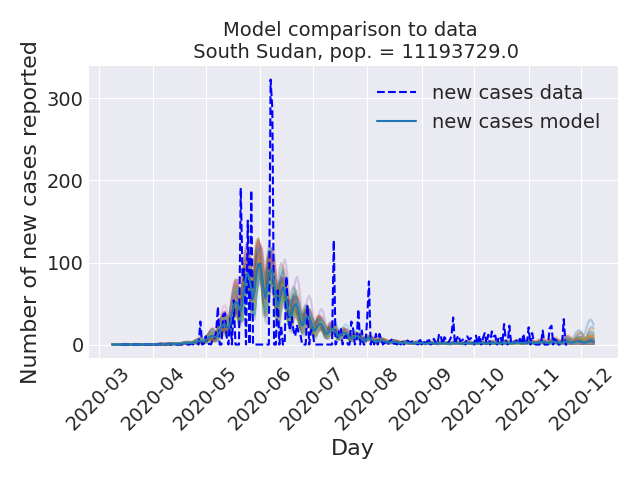 Model comparison to data
South Sudan, pop. = 11193729.0
Number of new cases reported
300
200
100
0
new cases data
new cases model
2020-03
2020-04
2020-05
2020-06
2020-07
2020-08
2020-09
2020-10
2020-11
2020-12
Day